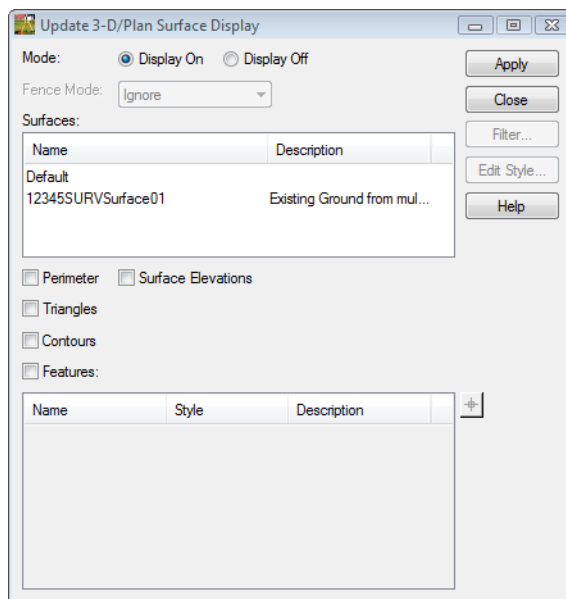 Update 3-D/Plan Surface Display
Mode: Display On Display Off
Apply
Fence Mode: Ignore
Close
Surfaces:
Filter...
Name Description
Edit Style...
Default
12345SURVSurface01 Existing Ground from mul...
Help
Perimeter Surface Elevations
Triangles
Contours
Features:
Name Style Description